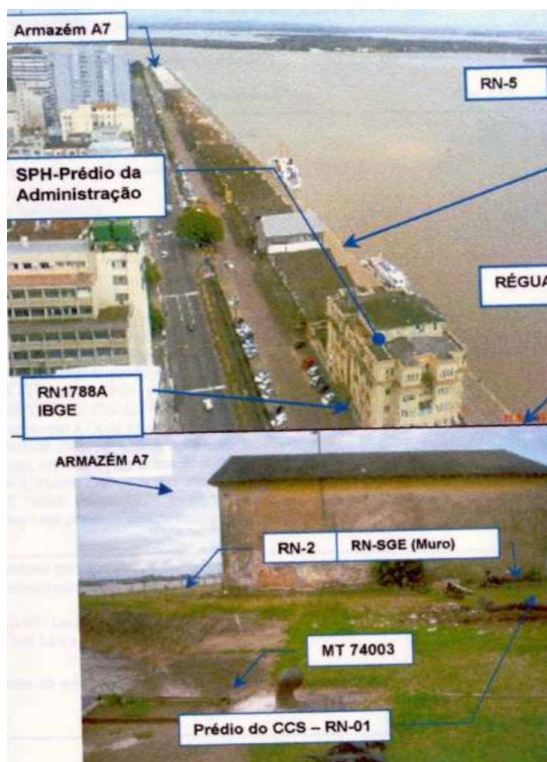 Armazém A7
RN-5
SPH-Prédio da
Administração
RÉGUA
RN1788A
IBGE
ARMAZÉM A7
RN-2 RN-SGE (Muro)
MT 74003
Prédio do CCS – RN-01